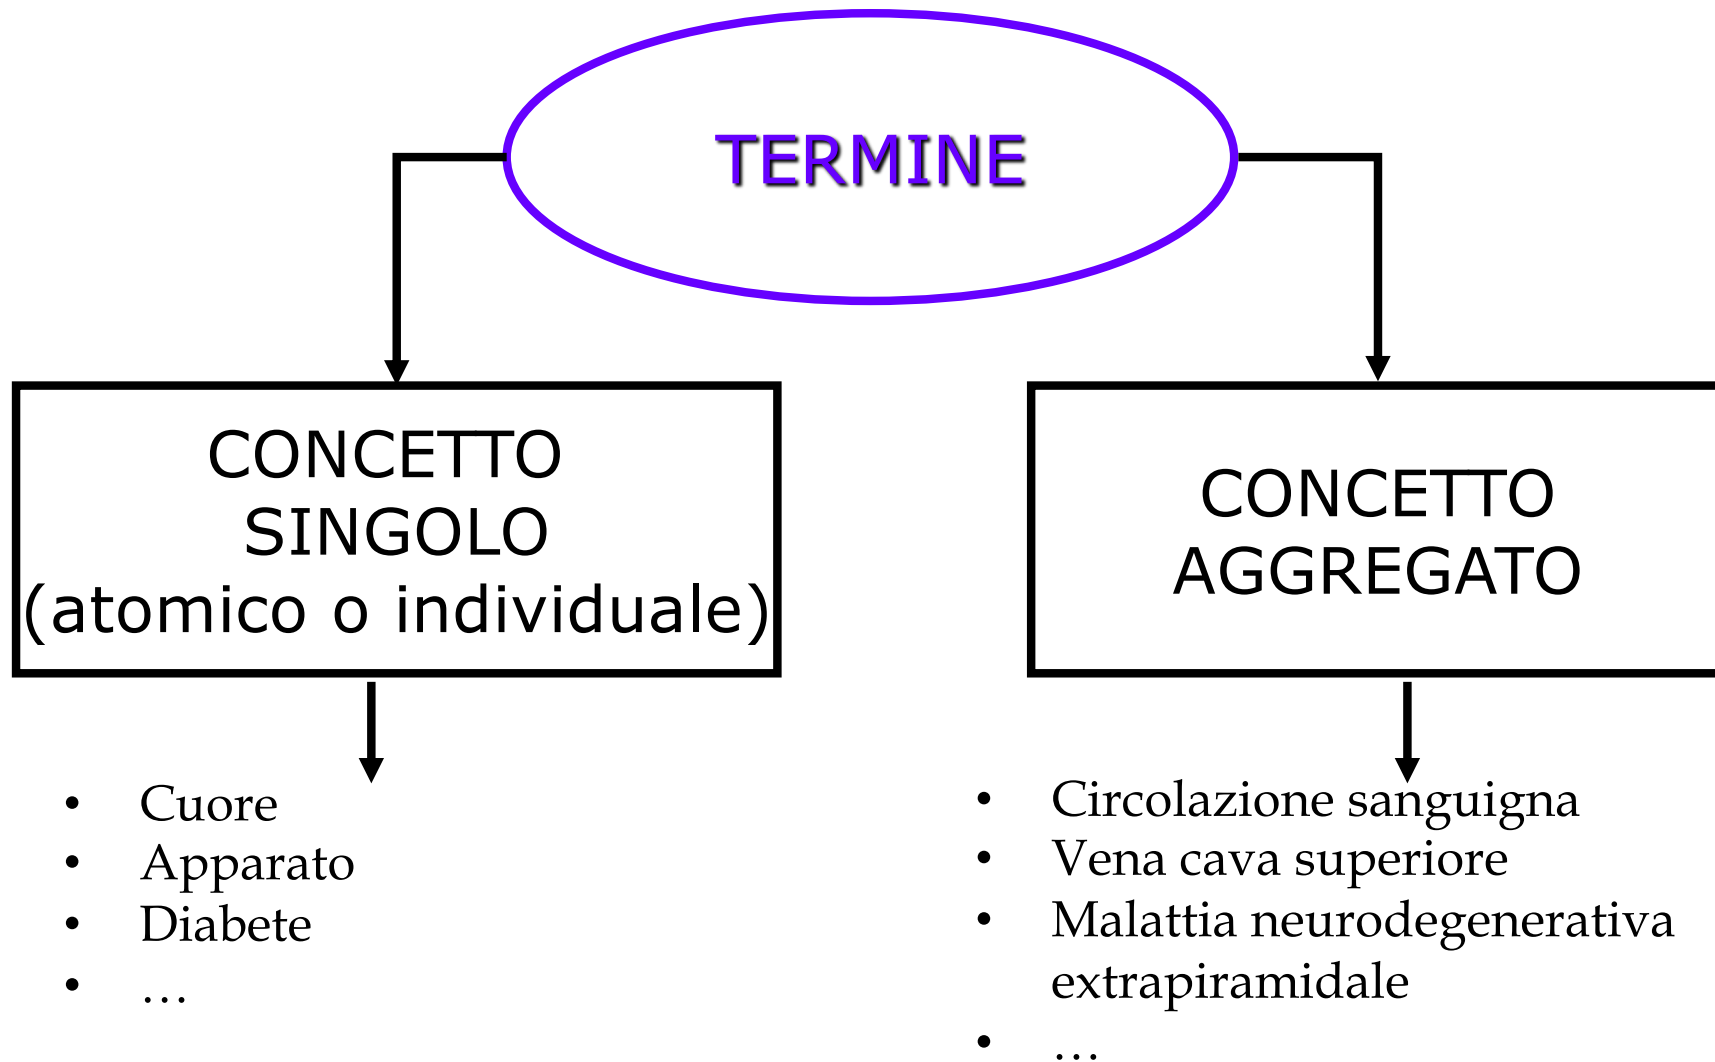 TERMINE
CONCETTO
SINGOLO
(atomico o individuale)
• Cuore
• Apparato
• Diabete
• …
CONCETTO
AGGREGATO
• Circolazione sanguigna
• Vena cava superiore
• Malattia neurodegenerativa
extrapiramidale
• …